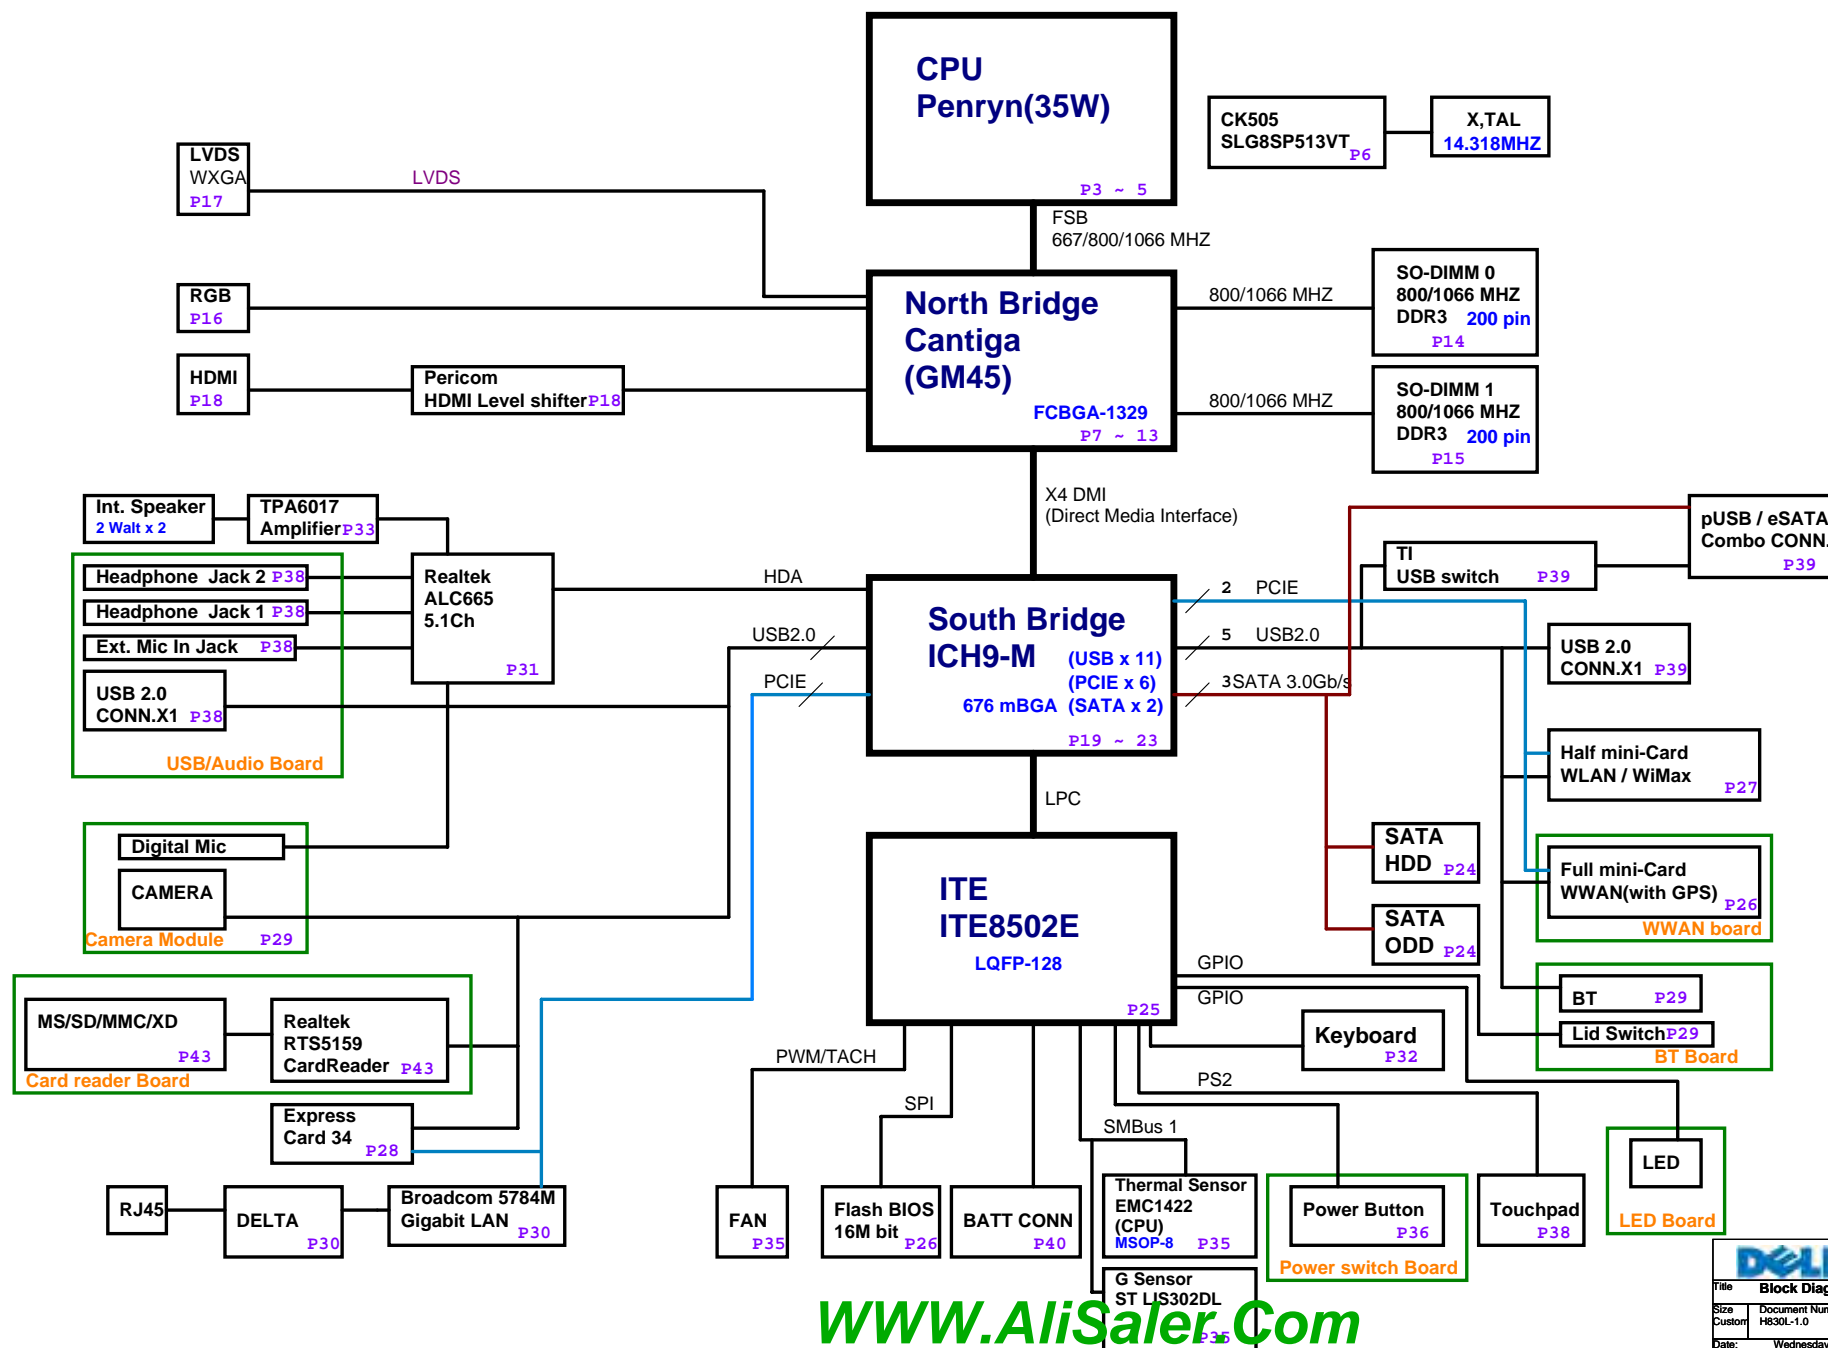 CPU
Penryn(35W)
P3 ~ 5
CK505
SLG8SP513VT
P6
X,TAL
14.318MHZ
LVDS
WXGA
P17
LVDS
FSB
667/800/1066 MHZ
RGB
P16
HDMI
P18
Pericom
HDMI Level shifter
P18
North Bridge
Cantiga
(GM45)
FCBGA-1329
P7 ~ 13
800/1066 MHZ
SO-DIMM 0
800/1066 MHZ
DDR3 200 pin
P14
800/1066 MHZ
SO-DIMM 1
800/1066 MHZ
DDR3 200 pin
P15
X4 DMI
(Direct Media Interface)
Int. Speaker
2 Walt x 2
TPA6017
Amplifier
P33
Headphone Jack 2 P38
Headphone Jack 1 P38
Ext. Mic In Jack P38
USB 2.0
CONN.X1 P38
USB/Audio Board
Realtek
ALC665
5.1Ch
P31
HDA
USB2.0
PCIE
South Bridge
ICH9-M
(USB x 11)
(PCIE x 6)
676 mBGA (SATA x 2)
P19 ~ 23
2 PCIE
5 USB2.0
3 SATA 3.0Gb/s
TI
USB switch P39
pUSB / eSATA
Combo CONN.
P39
USB 2.0
CONN.X1 P39
Half mini-Card
WLAN / WiMax
P27
LPC
Digital Mic
CAMERA
Camera Module P29
SATA
HDD P24
SATA
ODD P24
Full mini-Card
WWAN(with GPS)
P26
WWAN board
ITE
ITE8502E
LQFP-128
P25
GPIO
GPIO
BT P29
Lid Switch P29
BT Board
MS/SD/MMC/XD
P43
Realtek
RTS5159
CardReader P43
Card reader Board
Keyboard
P32
PWM/TACH
SPI
PS2
SMBus 1
Express
Card 34
P28
RJ45
DELTA
P30
Broadcom 5784M
Gigabit LAN
P30
FAN
P35
Flash BIOS
16M bit P26
BATT CONN
P40
Thermal Sensor
EMC1422
(CPU)
MSOP-8 P35
G Sensor
ST LIS302DL
P35
Power Button
P36
Power switch Board
Touchpad
P38
LED
LED Board
WWW.AliSaler.Com
DELL
Title
Block Diag
Size
Custom
Document Num
H830L-1.0
Date:
Wednesday